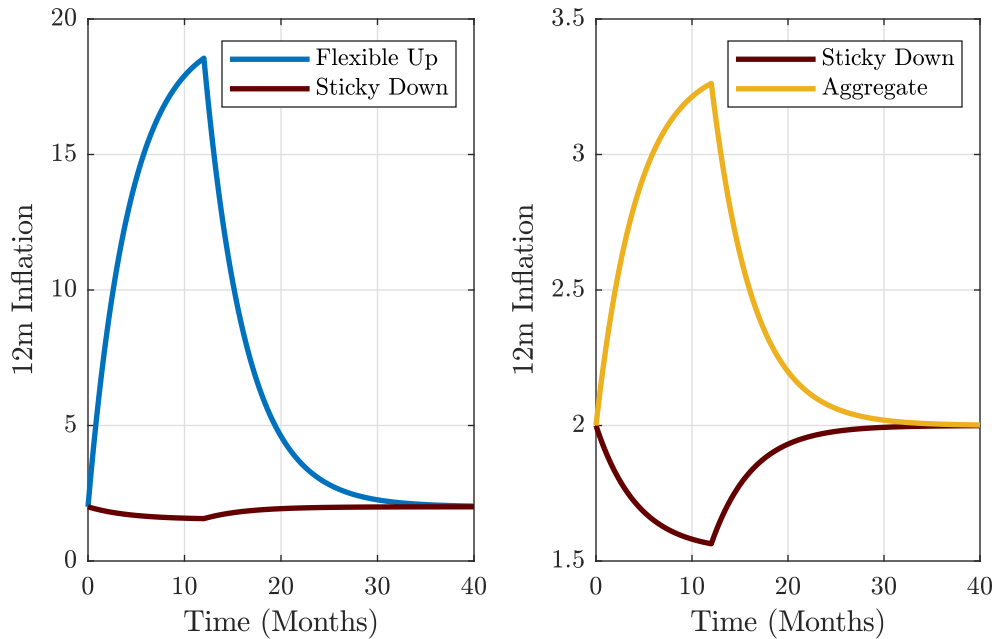 20
15
10
5
0
0
10
20
30
40
12m Inflation
Time (Months)
Flexible Up
Sticky Down
3.5
3
2.5
2
1.5
0
10
20
30
40
12m Inflation
Time (Months)
Sticky Down
Aggregate